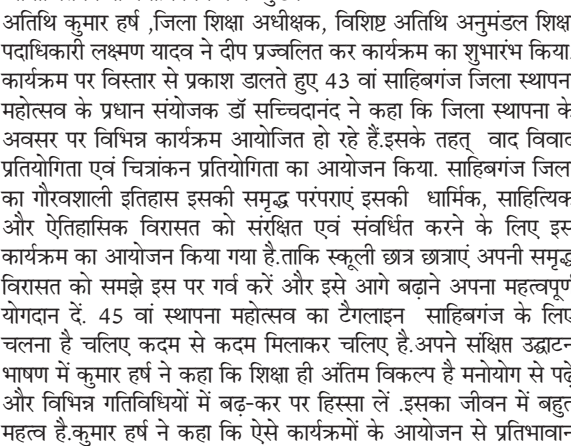 अतिथि कुमार हर्ष ,जिला शिक्षा अधीक्षक, विशिष्ट अतिथि अनुमंडल शिक्ष
पदाधिकारी लक्ष्मण यादव ने दीप प्रज्वलित कर कार्यक्रम का शुभारंभ किया.
कार्यक्रम पर विस्तार से प्रकाश डालते हुए 43 वां साहिबगंज जिला स्थापन
महोत्सव के प्रधान संयोजक डॉ सच्चिदानंद ने कहा कि जिला स्थापना के
अवसर पर विभिन्न कार्यक्रम आयोजित हो रहे हैं.इसके तहत् वाद विवाद
प्रतियोगिता एवं चित्रांकन प्रतियोगिता का आयोजन किया. साहिबगंज जिल
का गौरवशाली इतिहास इसकी समृद्ध परंपराएं इसकी धार्मिक, साहित्यिक
और ऐतिहासिक विरासत को संरक्षित एवं संवर्धित करने के लिए इस
कार्यक्रम का आयोजन किया गया है.ताकि स्कूली छात्र छात्राएं अपनी समृद्ध
विरासत को समझे इस पर गर्व करें और इसे आगे बढ़ाने अपना महत्वपूर्ण
योगदान दें. 45 वां स्थापना महोत्सव का टैगलाइन साहिबगंज के लिए
चलना है चलिए कदम से कदम मिलाकर चलिए है.अपने संक्षिप्त उद्घाटन
भाषण में कुमार हर्ष ने कहा कि शिक्षा ही अंतिम विकल्प है मनोयोग से पढ़े
और विभिन्न गतिविधियों में बढ़-कर पर हिस्सा लें .इसका जीवन में बहुत
महत्व है.कुमार हर्ष ने कहा कि ऐसे कार्यक्रमों के आयोजन से प्रतिभावान